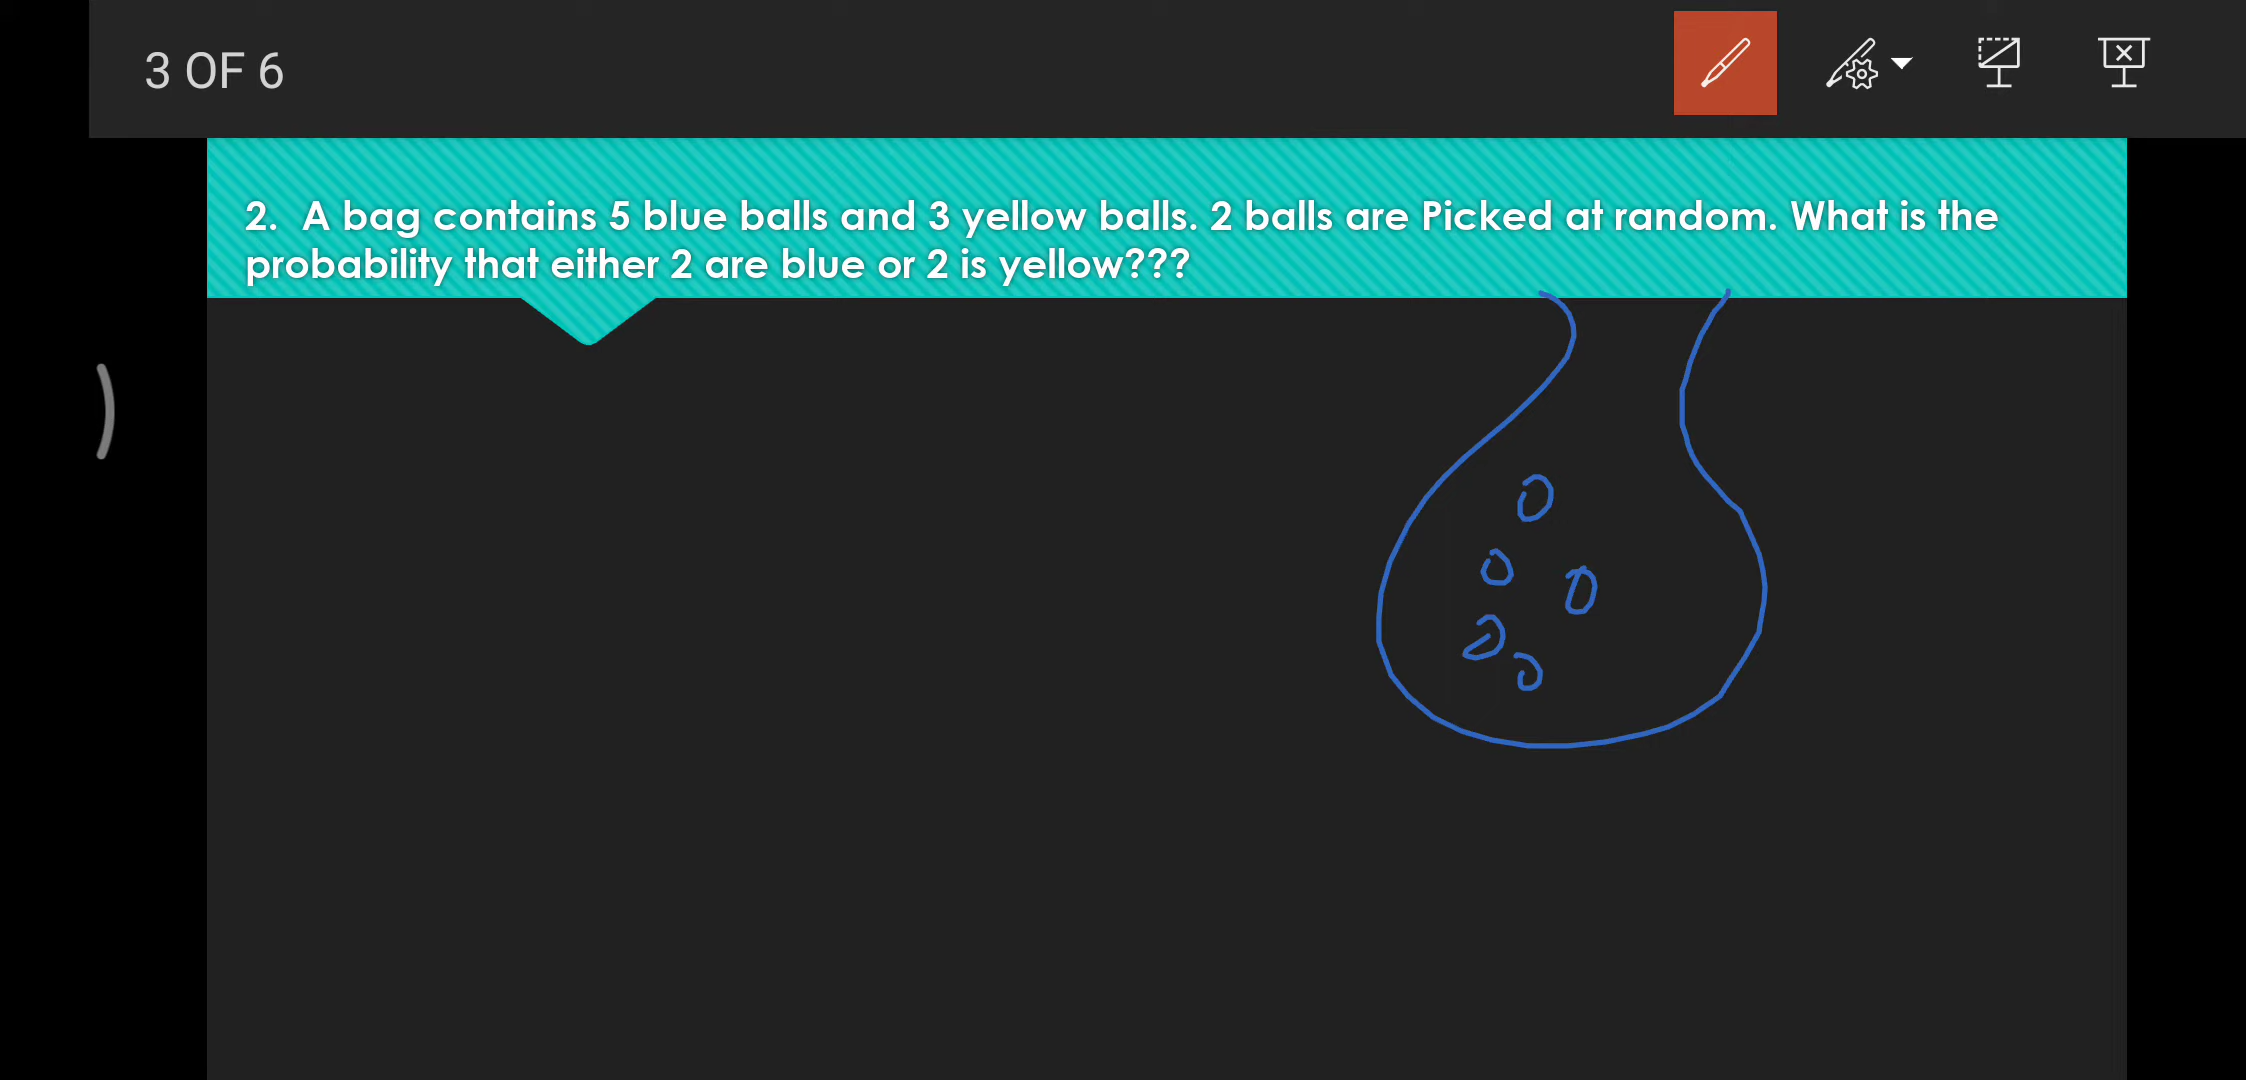 3 OF 6
2. A bag contains 5 blue balls and 3 yellow balls. 2 balls are Picked at random. What is the
probability that either 2 are blue or 2 is yellow???